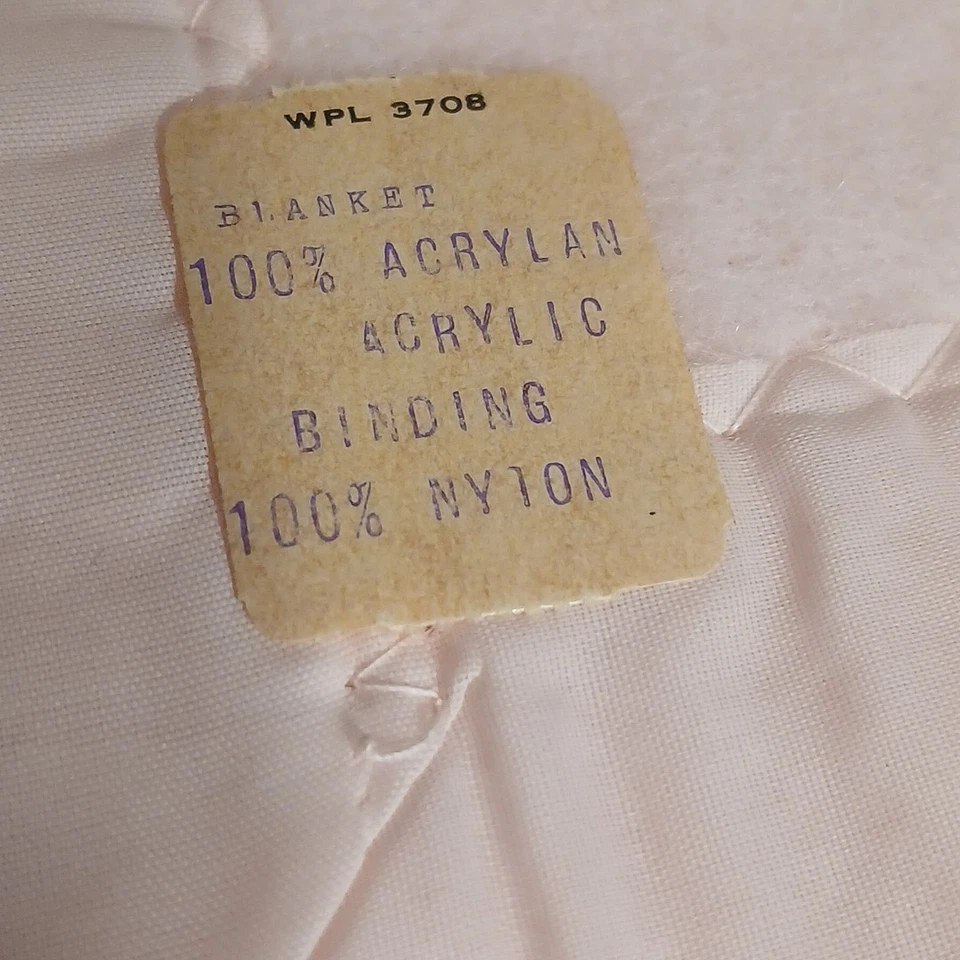 WPL 3708
BLANKET
100% ACRYLAN
ACRYLIC
BINDING
100% NYLON